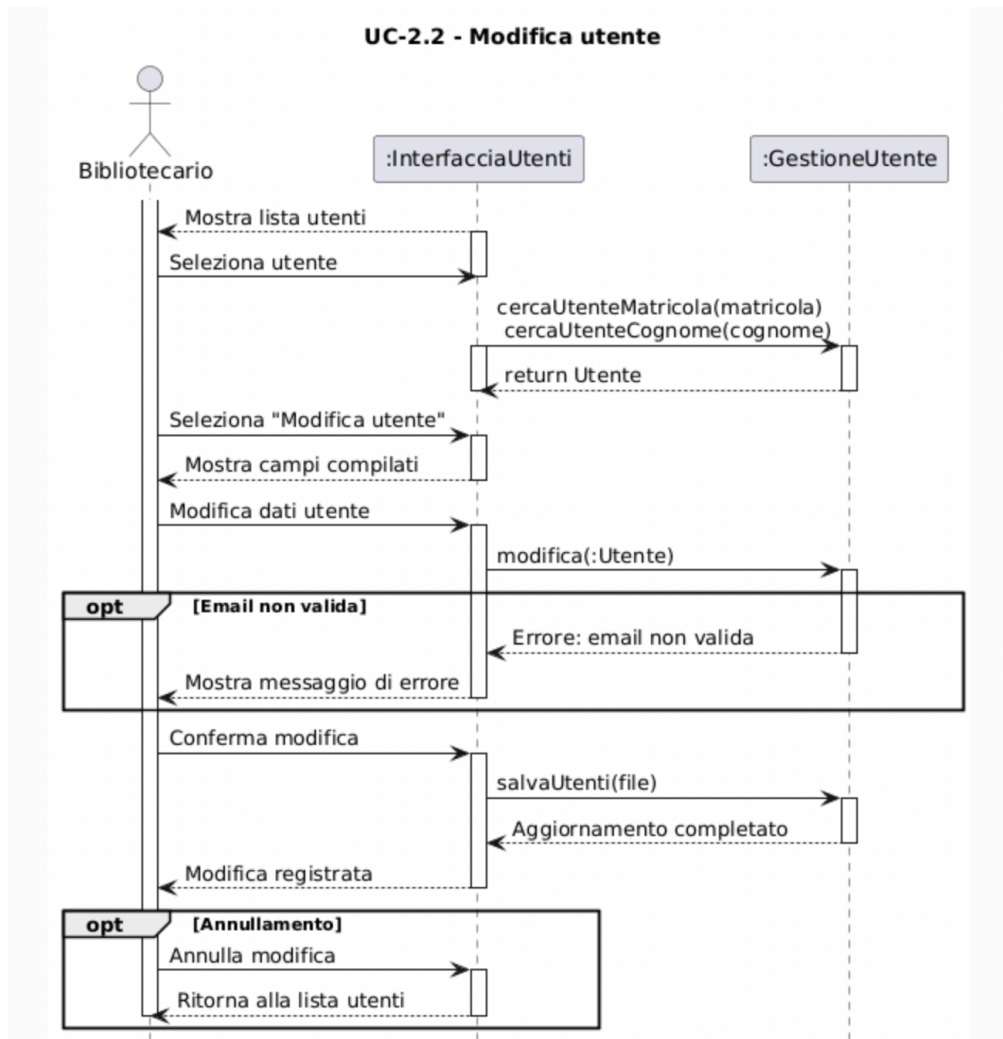 UC-2.2 - Modifica utente
Bibliotecario
:InterfacciaUtenti
:GestioneUtente
Mostra lista utenti
Seleziona utente
cercaUtenteMatricola(matricola)
cercaUtenteCognome(cognome)
return Utente
Seleziona "Modifica utente"
Mostra campi compilati
Modifica dati utente
modifica(:Utente)
opt [Email non valida]
Errore: email non valida
Mostra messaggio di errore
Conferma modifica
salvaUtenti(file)
Aggiornamento completato
Modifica registrata
opt [Annullamento]
Annulla modifica
Ritorna alla lista utenti